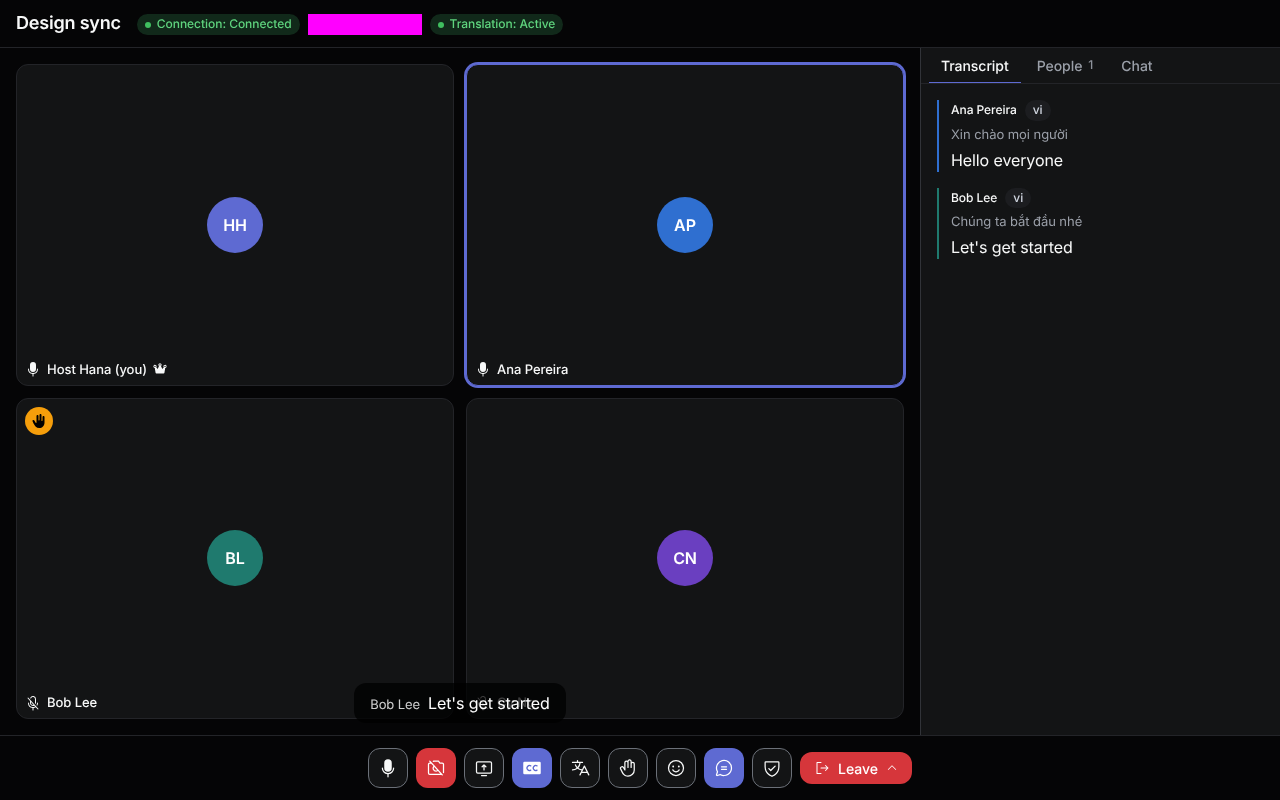 Design sync
Connection: Connected
Translation: Active
HH
Host Hana (you)
AP
Ana Pereira
BL
Bob Lee
CN
Bob Lee Let's get started
CC
Leave
Transcript
People 1
Chat
Ana Pereira vi
Xin chào mọi người
Hello everyone
Bob Lee vi
Chúng ta bắt đầu nhé
Let's get started